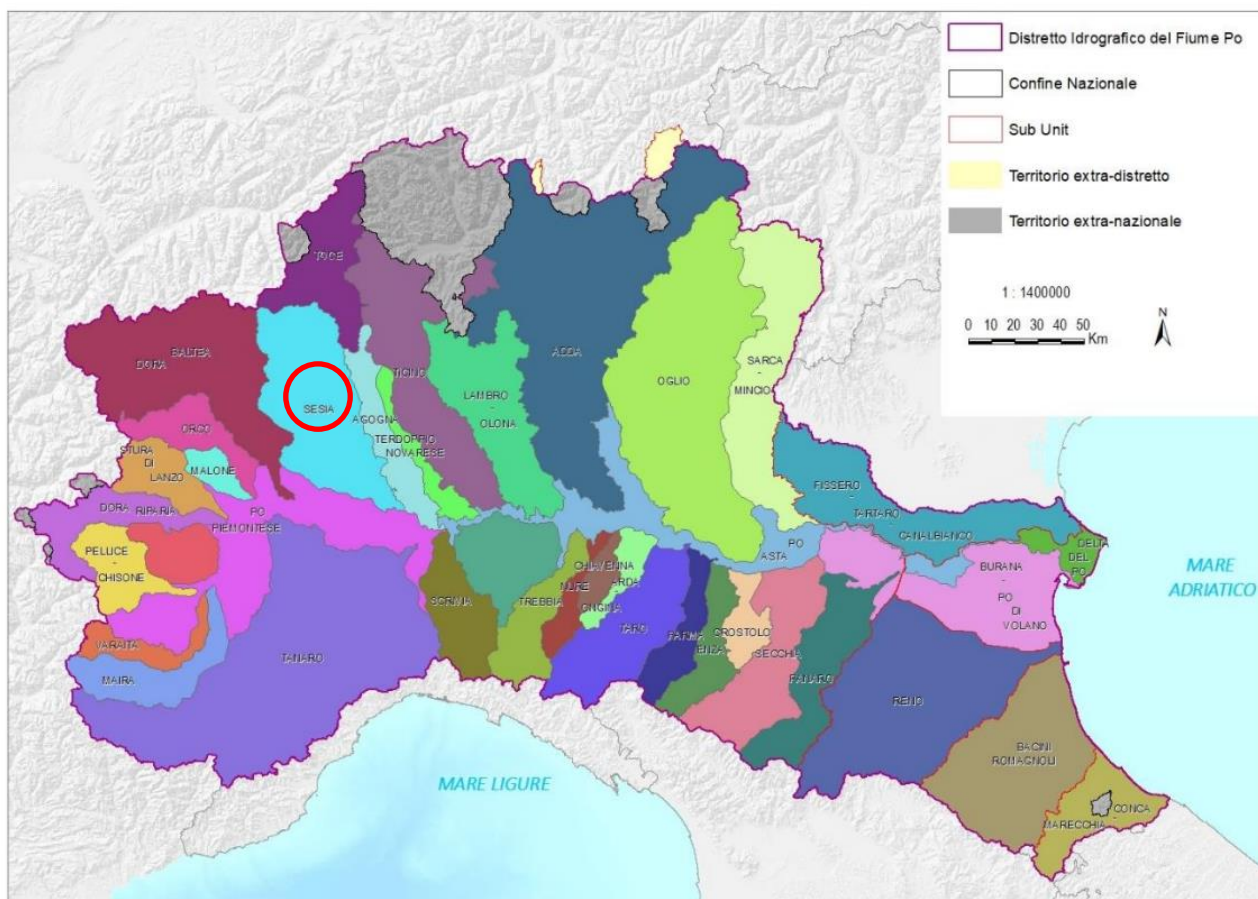 Distretto Idrografico del Fiume Po
Confine Nazionale
Sub Unit
Territorio extra-distretto
Territorio extra-nazionale
1 : 1400000
0 10 20 30 40 50
Km
N
TOCE
DORA
BALTEA
SESIA
AGOGNA
TICINO
TERDOPPIO
NOVARESE
LAMBRO -
OLONA
ADDA
OGLIO
SARCA
-
MINCIO
ORCO
STURA
DI
LANZO
MALONE
DORA
RIPARIA
PO
PIEMONTESE
PELLICE
-
CHISONE
VARAITA
MAIRA
TANARO
SCRIVIA
TREBBIA
NURE
CHIAVENNA
ARDA
ONGINA
TARO
PARMA
ENZA
CROSTOLO
SECCHIA
PANARO
ASTA
PO
FISSERO
-
TARTARO
-
CANALBIANCO
DELTA
DEL
PO
BURANA
-
PO
DI
VOLANO
RENO
BACINI
ROMAGNOLI
MARECCHIA
-
CONCA
MARE
ADRIATICO
MARE LIGURE